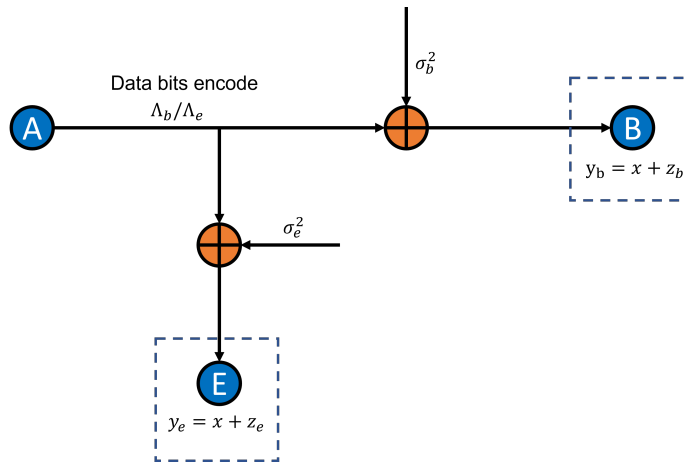 σ_b^2
Data bits encode
Λ_b/Λ_e
A
B
y_b = x + z_b
σ_e^2
E
y_e = x + z_e